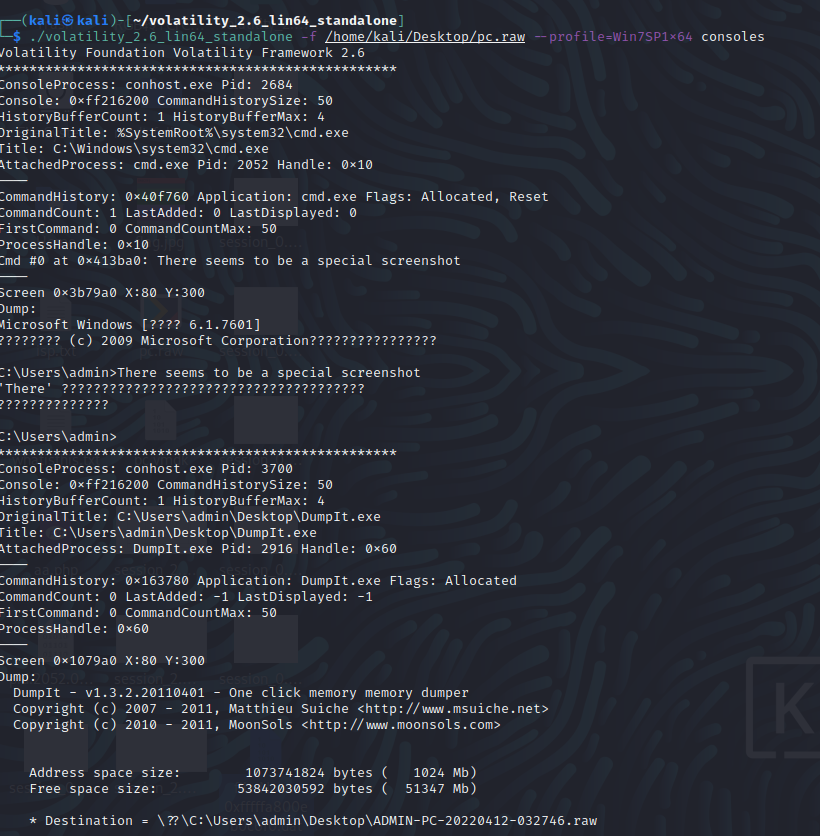 (kali㉿kali)-[~/volatility_2.6_lin64_standalone]
$ ./volatility_2.6_lin64_standalone -f /home/kali/Desktop/pc.raw --profile=Win7SP1×64 consoles
Volatility Foundation Volatility Framework 2.6
**************************************************
ConsoleProcess: conhost.exe Pid: 2684
Console: 0×ff216200 CommandHistorySize: 50
HistoryBufferCount: 1 HistoryBufferMax: 4
OriginalTitle: %SystemRoot%\system32\cmd.exe
Title: C:\Windows\system32\cmd.exe
AttachedProcess: cmd.exe Pid: 2052 Handle: 0×10
----
CommandHistory: 0×40f760 Application: cmd.exe Flags: Allocated, Reset
CommandCount: 1 LastAdded: 0 LastDisplayed: 0
FirstCommand: 0 CommandCountMax: 50
ProcessHandle: 0×10
Cmd #0 at 0×413ba0: There seems to be a special screenshot
----
Screen 0×3b79a0 X:80 Y:300
Dump:
Microsoft Windows [???? 6.1.7601]
???????? (c) 2009 Microsoft Corporation????????????????
C:\Users\admin>There seems to be a special screenshot
'There' ??????????????????????????????????????
??????????????
C:\Users\admin>
**************************************************
ConsoleProcess: conhost.exe Pid: 3700
Console: 0×ff216200 CommandHistorySize: 50
HistoryBufferCount: 1 HistoryBufferMax: 4
OriginalTitle: C:\Users\admin\Desktop\DumpIt.exe
Title: C:\Users\admin\Desktop\DumpIt.exe
AttachedProcess: DumpIt.exe Pid: 2916 Handle: 0×60
----
CommandHistory: 0×163780 Application: DumpIt.exe Flags: Allocated
CommandCount: 0 LastAdded: -1 LastDisplayed: -1
FirstCommand: 0 CommandCountMax: 50
ProcessHandle: 0×60
----
Screen 0×1079a0 X:80 Y:300
Dump:
DumpIt - v1.3.2.20110401 - One click memory memory dumper
Copyright (c) 2007 - 2011, Matthieu Suiche <http://www.msuiche.net>
Copyright (c) 2010 - 2011, MoonSols <http://www.moonsols.com>
Address space size: 1073741824 bytes ( 1024 Mb)
Free space size: 53842030592 bytes ( 51347 Mb)
* Destination = \??\C:\Users\admin\Desktop\ADMIN-PC-20220412-032746.raw